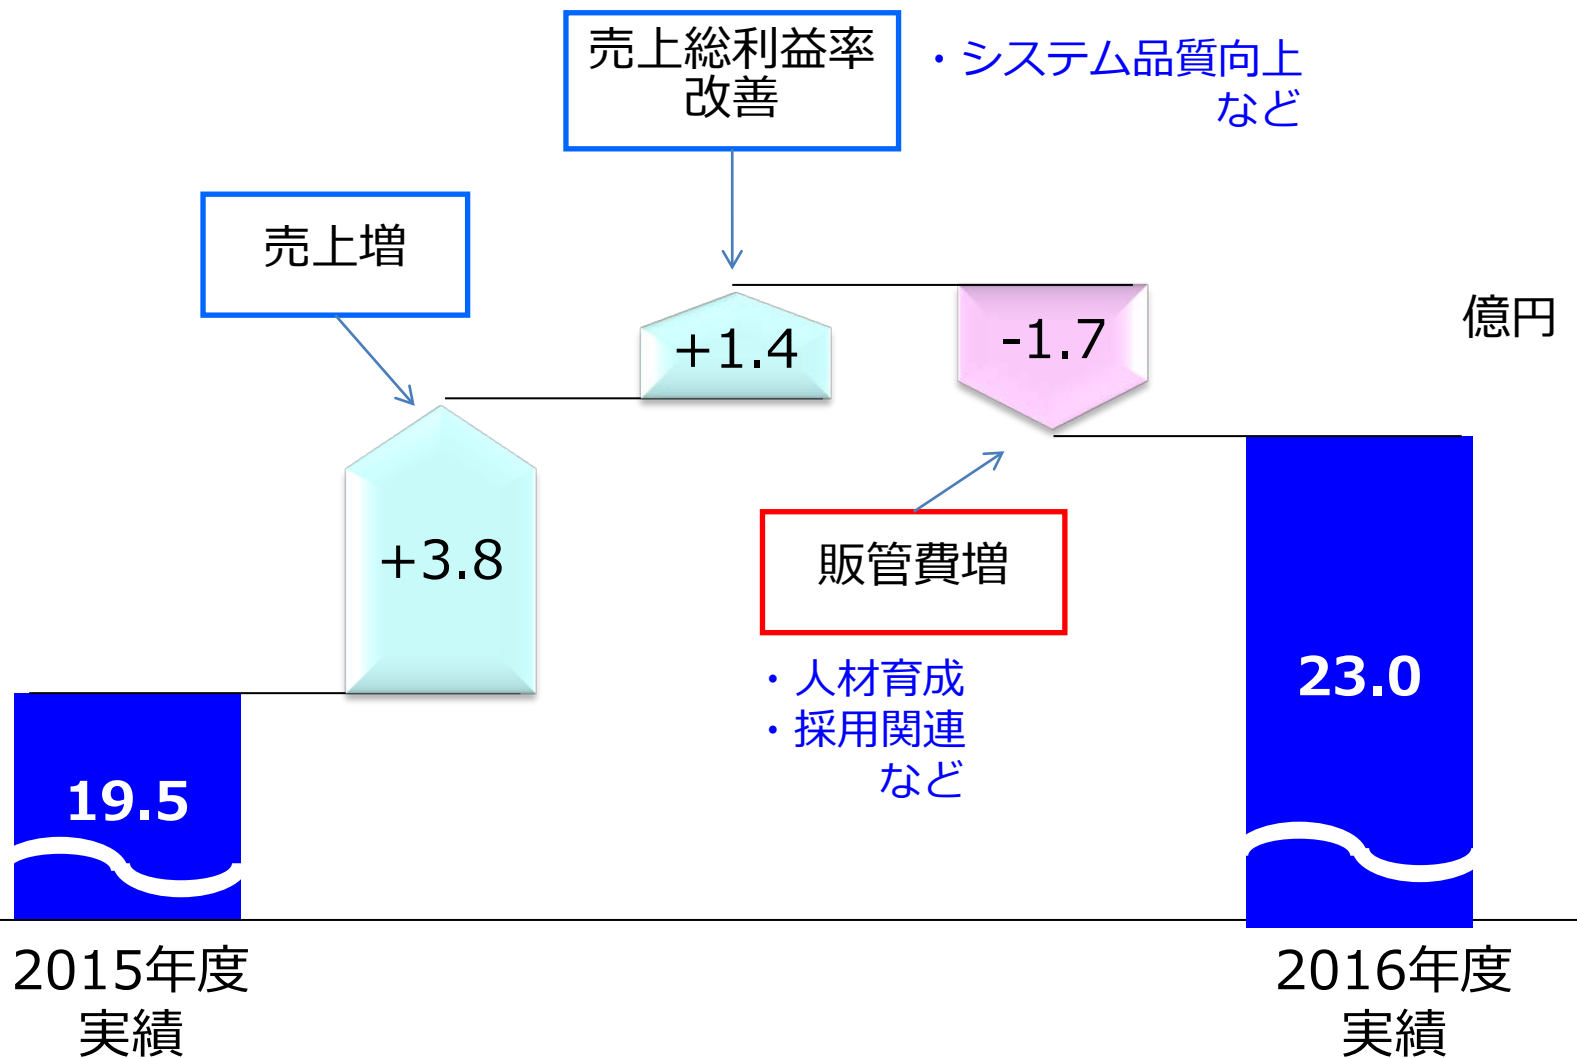 売上総利益率
改善
・システム品質向上
など
売上増
億円
+1.4
-1.7
+3.8
販管費増
23.0
・人材育成
・採用関連
など
19.5
2015年度
実績
2016年度
実績